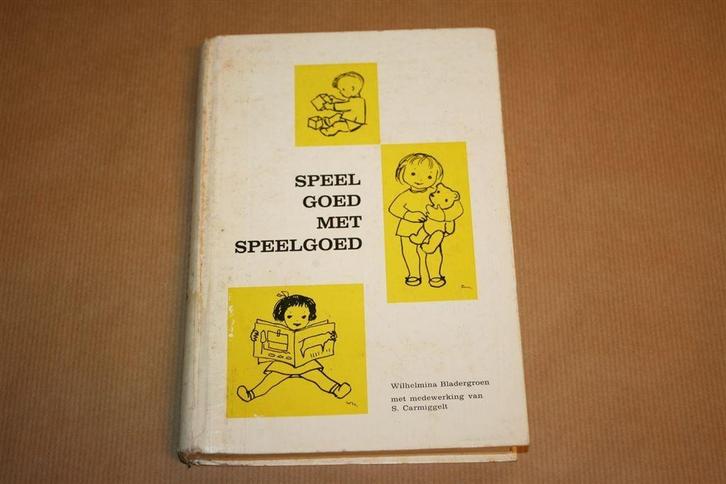 SPEEL
GOED
MET
SPEELGOED
Wilhelmina Bladergroen
met medewerking van
S. Carmiggelt